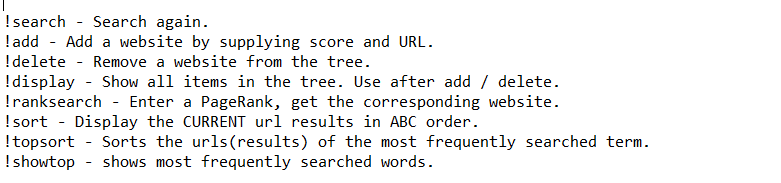 !search - Search again.
!add - Add a website by supplying score and URL.
!delete - Remove a website from the tree.
!display - Show all items in the tree. Use after add / delete.
!ranksearch - Enter a PageRank, get the corresponding website.
!sort - Display the CURRENT url results in ABC order.
!topsort - Sorts the urls(results) of the most frequently searched term.
!showtop - shows most frequently searched words.